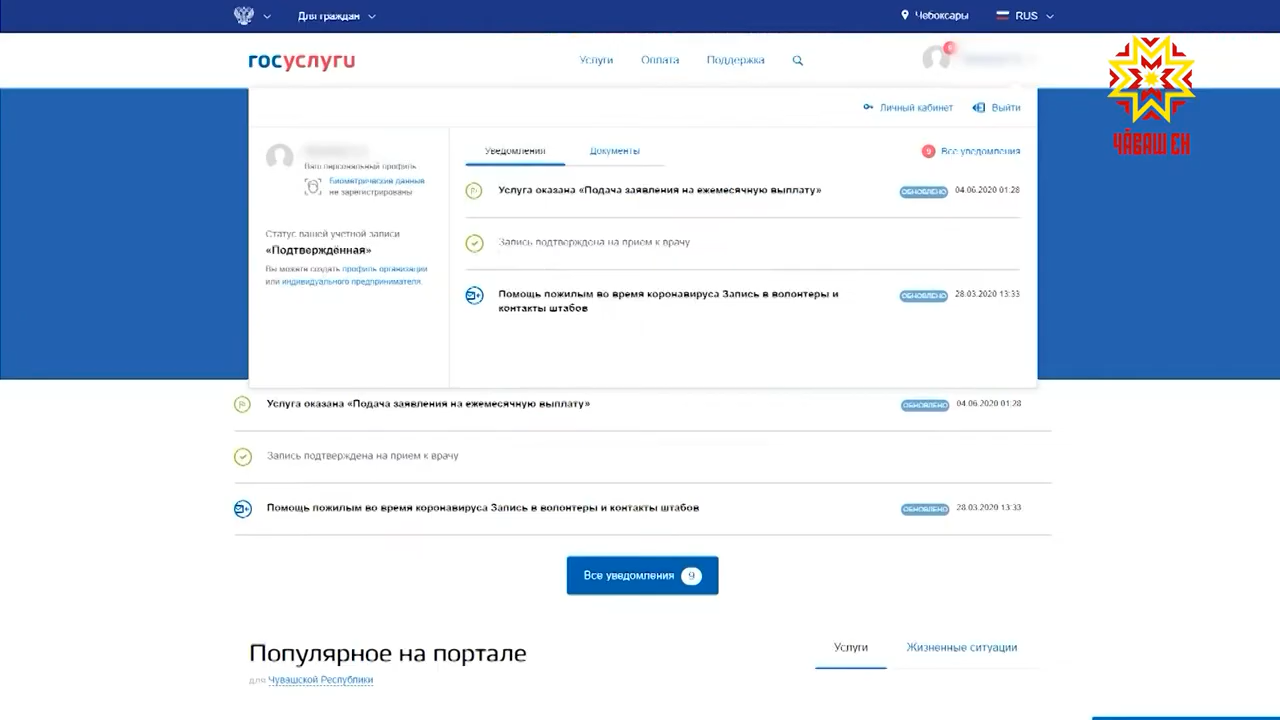 Для граждан
Чебоксары
RUS
госуслуги
Услуги Оплата Поддержка
ЧӐВАШ ЕН
Личный кабинет Выйти
Уведомления Документы
9 Все уведомления
Ваш персональный профиль
Биометрические данные
не зарегистрированы
Статус вашей учетной записи
«Подтверждённая»
Вы можете создать профиль организации
или индивидуального предпринимателя.
Услуга оказана «Подача заявления на ежемесячную выплату»
ОБНОВЛЕНО 04.06.2020 01:28
Запись подтверждена на прием к врачу
Помощь пожилым во время коронавируса Запись в волонтеры и
контакты штабов
ОБНОВЛЕНО 28.03.2020 13:33
Услуга оказана «Подача заявления на ежемесячную выплату»
ОБНОВЛЕНО 04.06.2020 01:28
Запись подтверждена на прием к врачу
Помощь пожилым во время коронавируса Запись в волонтеры и контакты штабов
ОБНОВЛЕНО 28.03.2020 13:33
Все уведомления 9
Популярное на портале
Услуги Жизненные ситуации
для Чувашской Республики